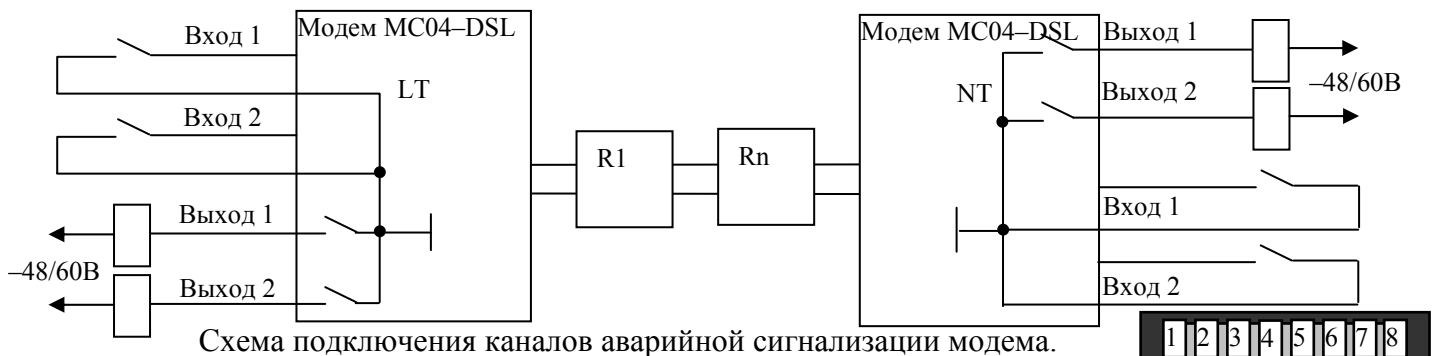 Вход 1
Модем МС04–DSL
LT
Вход 2
Выход 1
–48/60В
Выход 2
R1
Rn
Модем МС04–DSL
NT
Выход 1
–48/60В
Выход 2
Вход 1
Вход 2
Схема подключения каналов аварийной сигнализации модема.
1 2 3 4 5 6 7 8